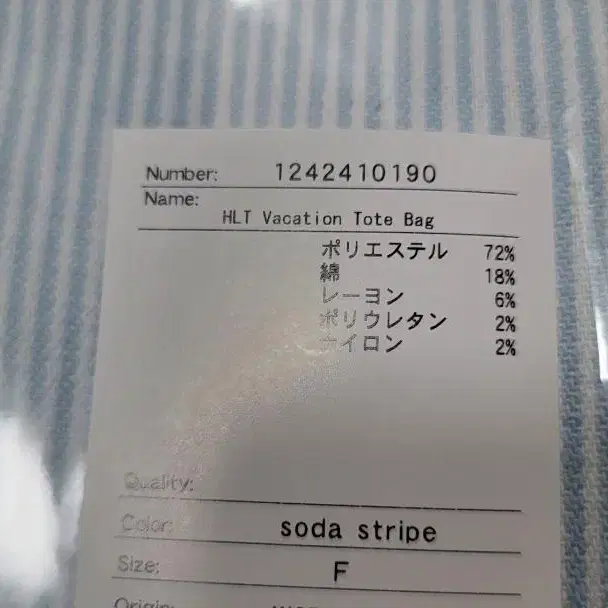 Number: 1242410190
Name:
HLT Vacation Tote Bag
ポリエステル 72%
綿 18%
レーヨン 6%
ポリウレタン 2%
ナイロン 2%
Quality:
Color: soda stripe
Size: F
Origin: